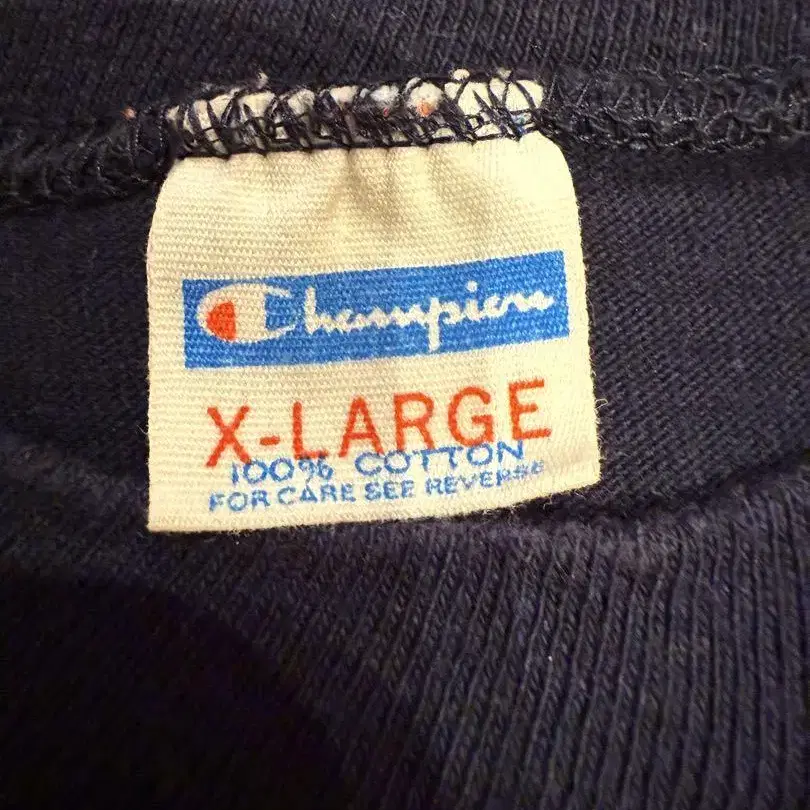 Champion
X-LARGE
100% COTTON
FOR CARE SEE REVERSE